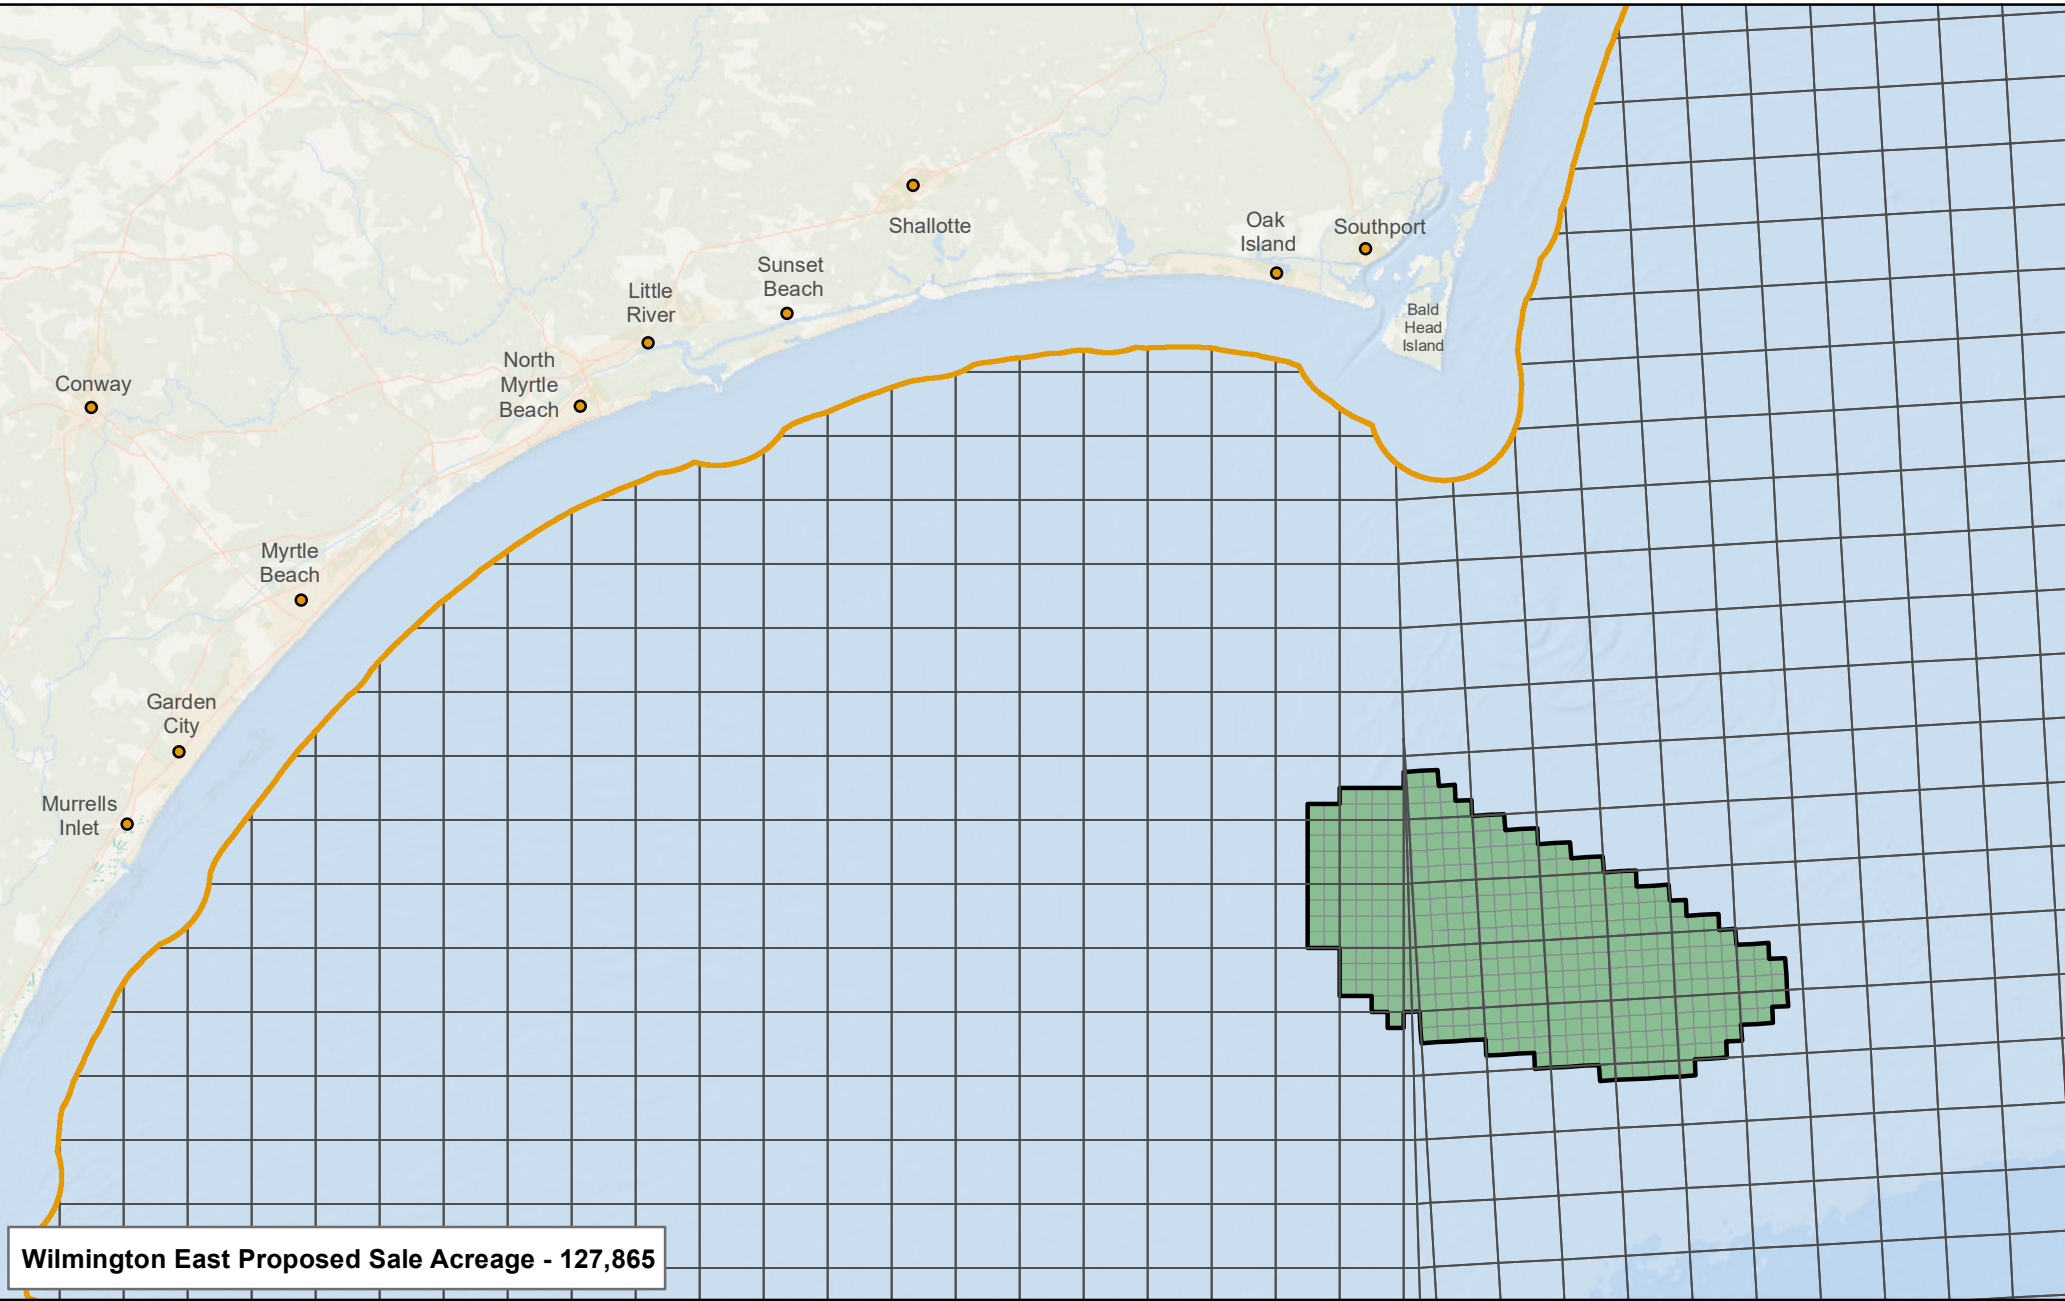 Shallotte
Oak
Island
Southport
Sunset
Beach
Little
River
Bald
Head
Island
North
Myrtle
Beach
Conway
Myrtle
Beach
Garden
City
Murrells
Inlet
Wilmington East Proposed Sale Acreage - 127,865